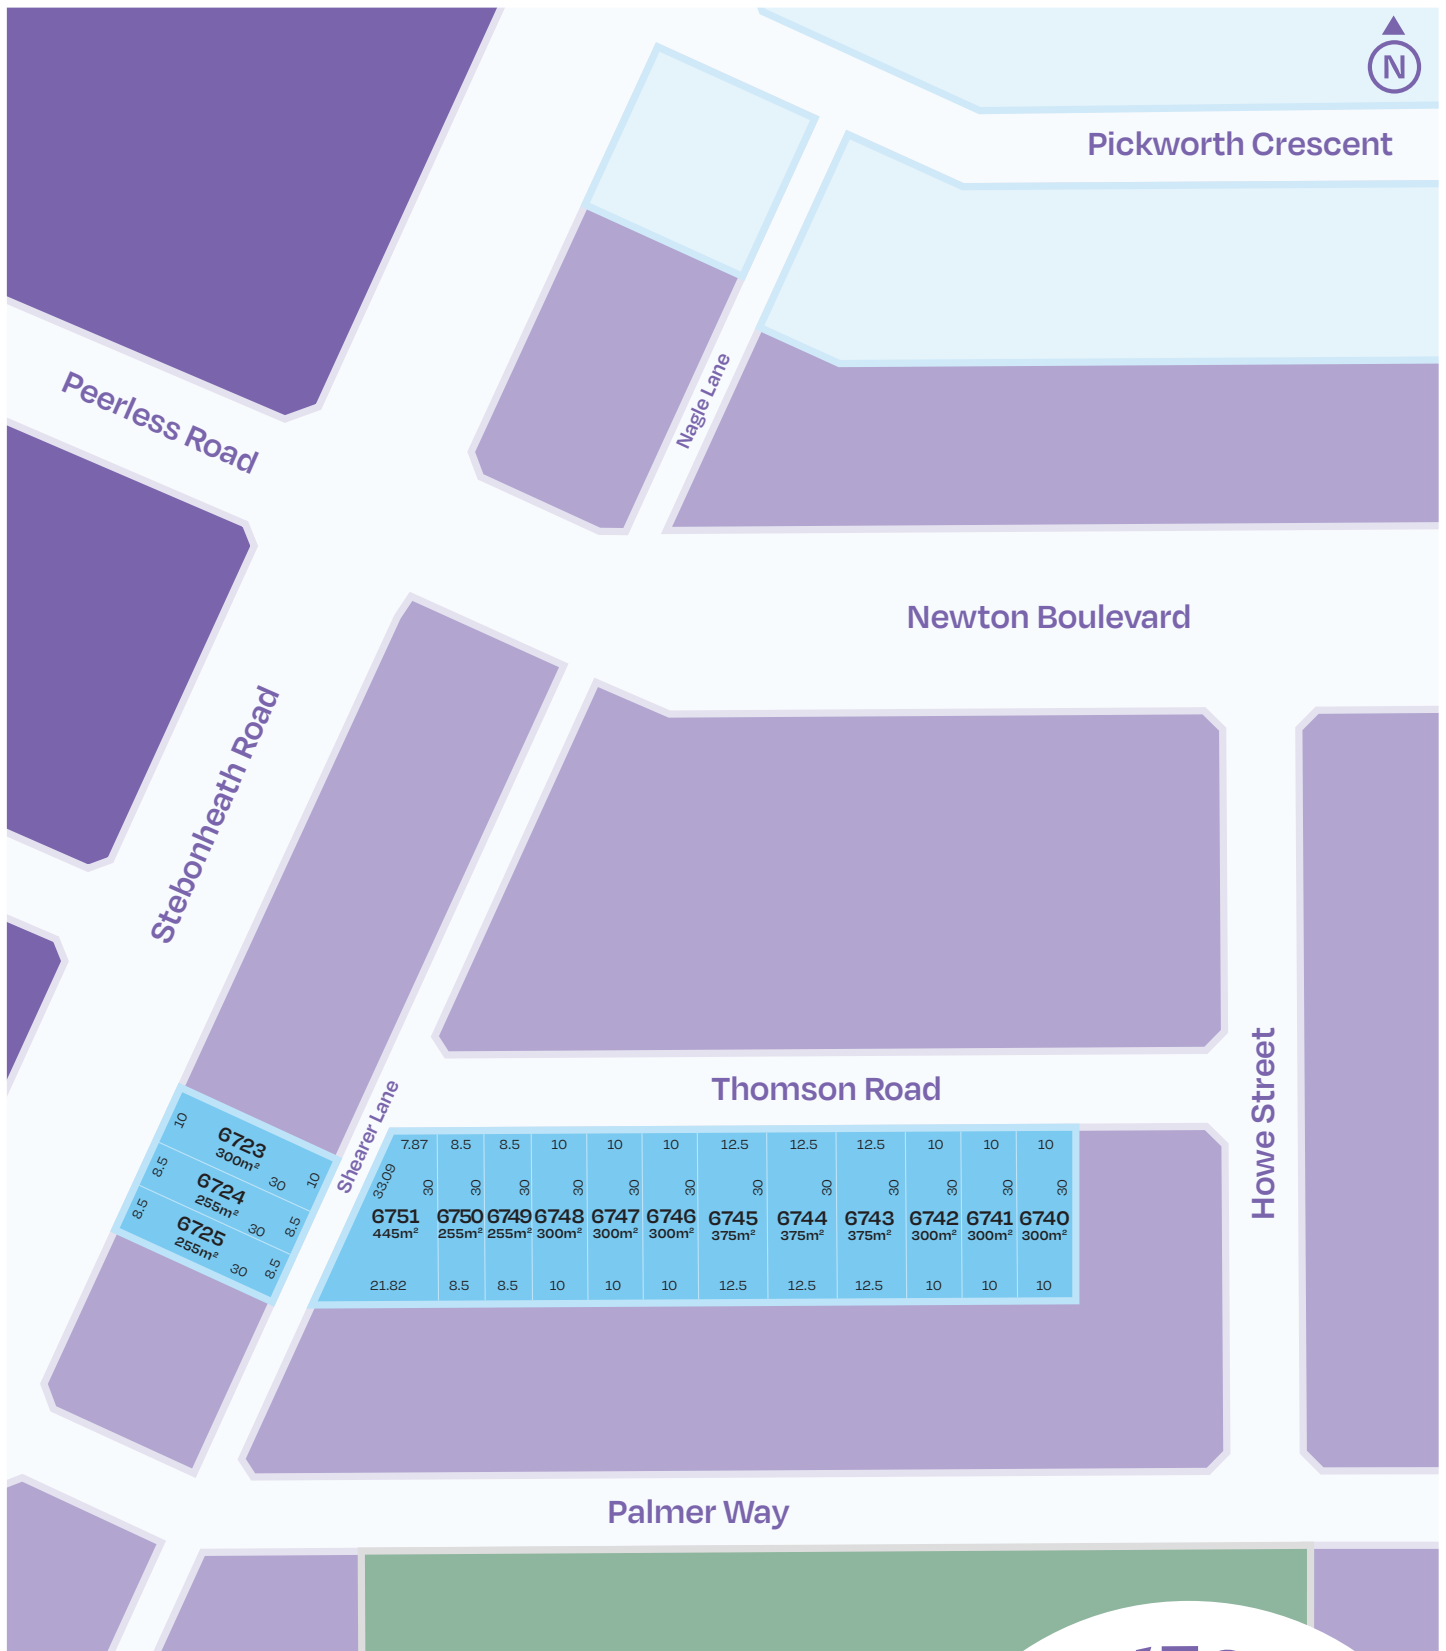 N
Pickworth Crescent
Peerless Road
Nagle Lane
Newton Boulevard
Stebonheath Road
Howe Street
Thomson Road
Shearer Lane
10
6723
300m²
30
10
8.5
6724
255m²
30
8.5
8.5
6725
255m²
30
8.5
7.87 8.5 8.5 10 10 10 12.5 12.5 12.5 10 10 10
33.09 30 30 30 30 30 30 30 30 30 30 30 30
6751 6750 6749 6748 6747 6746 6745 6744 6743 6742 6741 6740
445m² 255m² 255m² 300m² 300m² 300m² 375m² 375m² 375m² 300m² 300m² 300m²
21.82 8.5 8.5 10 10 10 12.5 12.5 12.5 10 10 10
Palmer Way